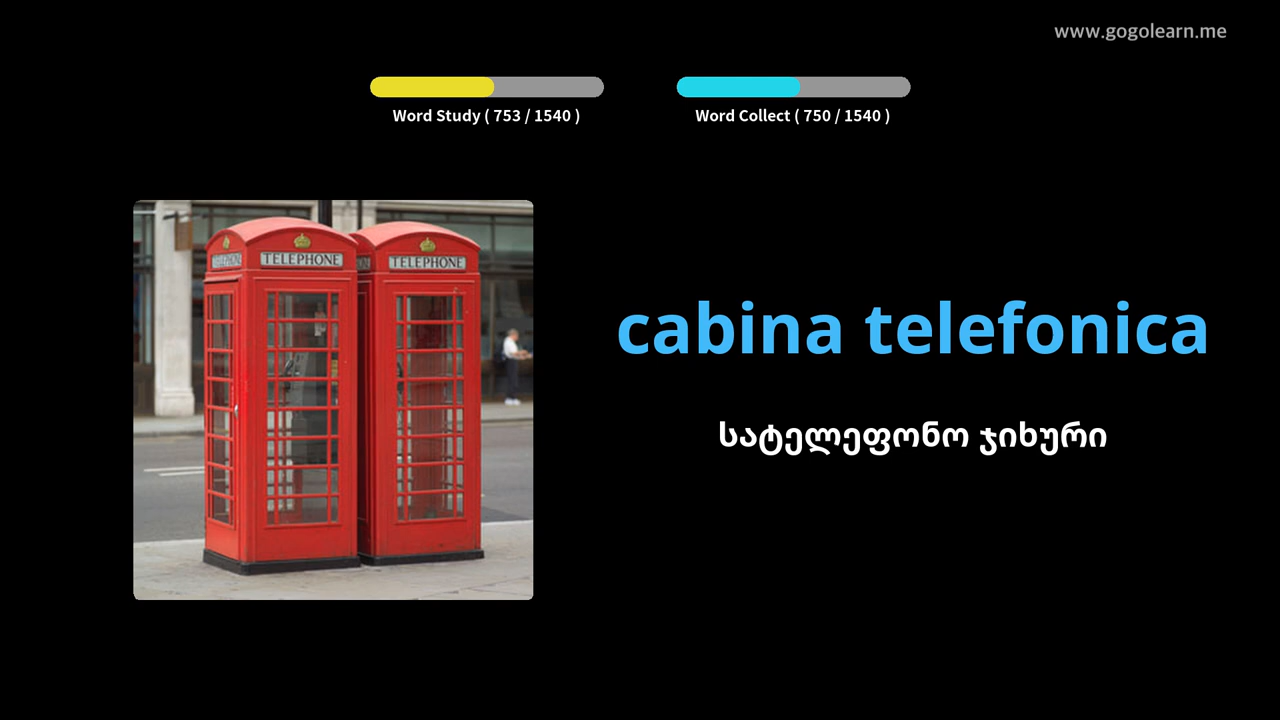 www.gogolearn.me
Word Study ( 753 / 1540 )
Word Collect ( 750 / 1540 )
TELEPHONE
TELEPHONE
cabina telefonica
სატელეფონო ჯიხური